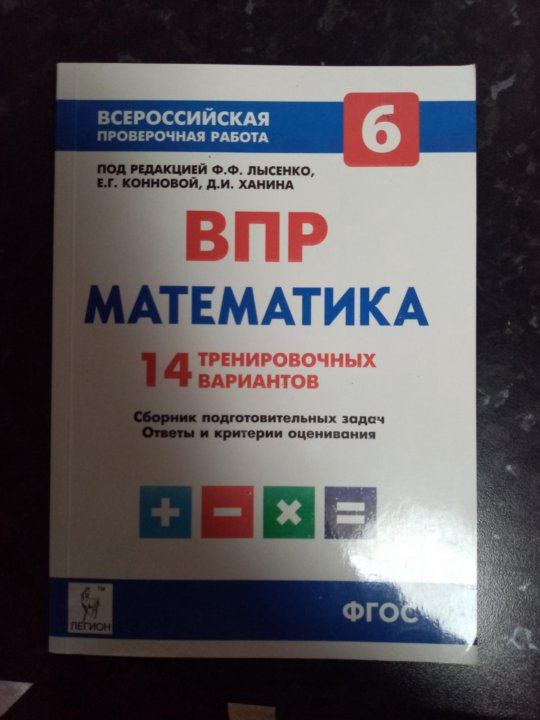 ВСЕРОССИЙСКАЯ
ПРОВЕРОЧНАЯ РАБОТА
6
ПОД РЕДАКЦИЕЙ Ф.Ф. ЛЫСЕНКО,
Е.Г. КОННОВОЙ, Д.И. ХАНИНА
ВПР
МАТЕМАТИКА
14 ТРЕНИРОВОЧНЫХ
ВАРИАНТОВ
Сборник подготовительных задач
Ответы и критерии оценивания
+ − × =
ТМ
ЛЕГИОН
ФГОС